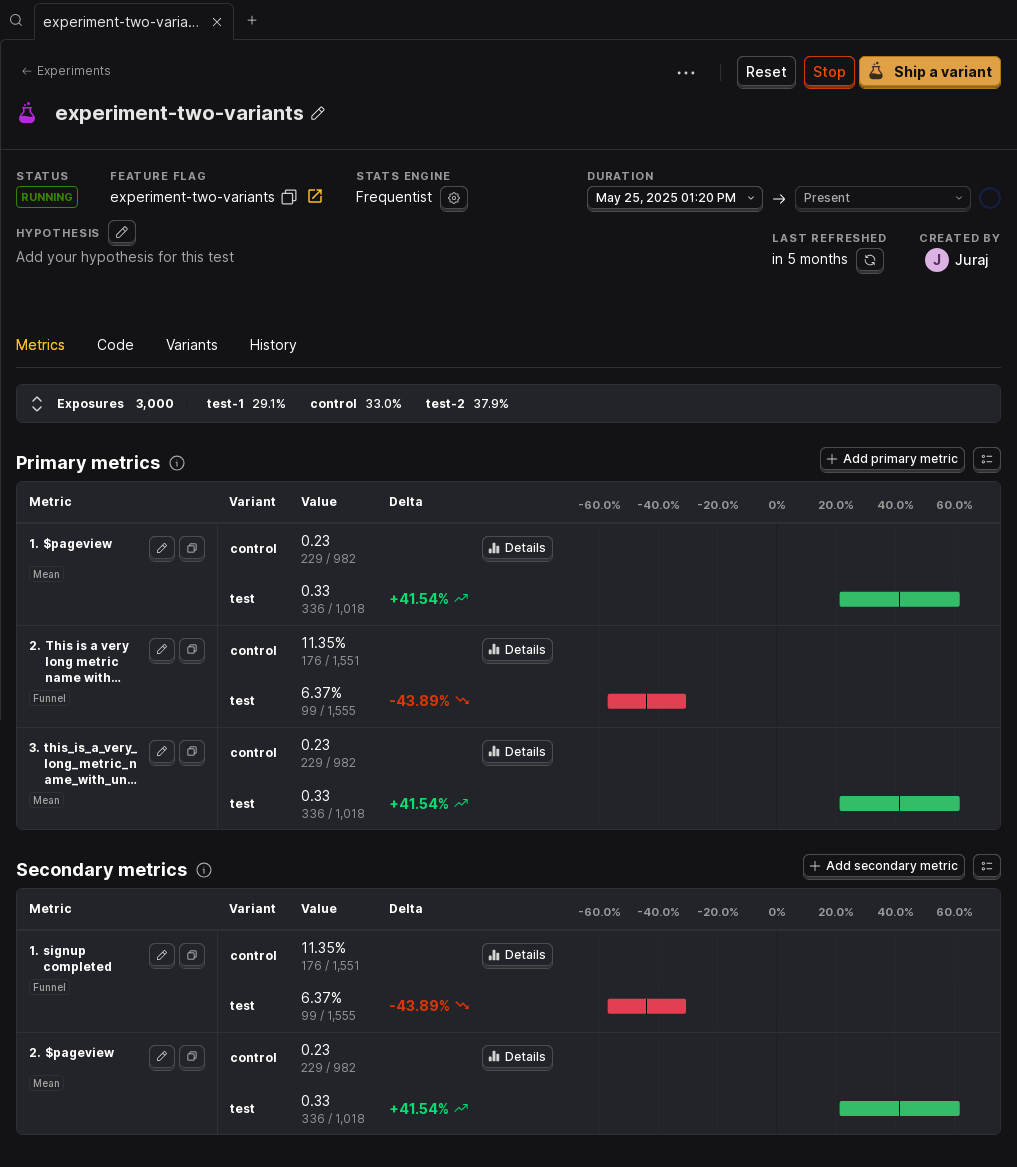 experiment-two-varia...
Experiments
Reset
Stop
Ship a variant
experiment-two-variants
STATUS
FEATURE FLAG
STATS ENGINE
DURATION
RUNNING
experiment-two-variants
Frequentist
May 25, 2025 01:20 PM
Present
HYPOTHESIS
Add your hypothesis for this test
LAST REFRESHED
in 5 months
CREATED BY
J Juraj
Metrics
Code
Variants
History
Exposures 3,000 test-1 29.1% control 33.0% test-2 37.9%
Primary metrics
Add primary metric
Metric Variant Value Delta -60.0% -40.0% -20.0% 0% 20.0% 40.0% 60.0%
1. $pageview
Mean
control
0.23
229 / 982
Details
test
0.33
336 / 1,018
+41.54%
2. This is a very
long metric
name with...
Funnel
control
11.35%
176 / 1,551
Details
test
6.37%
99 / 1,555
-43.89%
3. this_is_a_very_
long_metric_n
ame_with_un...
Mean
control
0.23
229 / 982
Details
test
0.33
336 / 1,018
+41.54%
Secondary metrics
Add secondary metric
Metric Variant Value Delta -60.0% -40.0% -20.0% 0% 20.0% 40.0% 60.0%
1. signup
completed
Funnel
control
11.35%
176 / 1,551
Details
test
6.37%
99 / 1,555
-43.89%
2. $pageview
Mean
control
0.23
229 / 982
Details
test
0.33
336 / 1,018
+41.54%